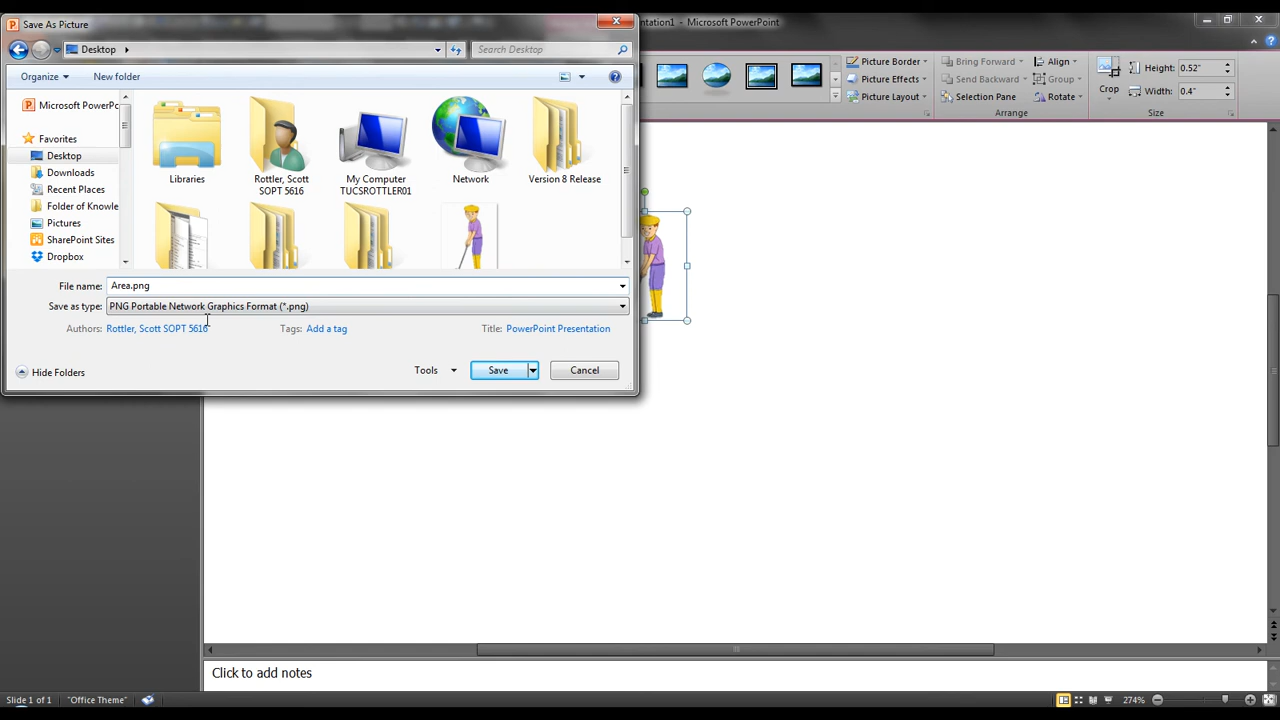 Save As Picture
ntation1 - Microsoft PowerPoint
Desktop
Search Desktop
Organize
New folder
Picture Border
Picture Effects
Picture Layout
Bring Forward
Send Backward
Selection Pane
Align
Group
Rotate
Arrange
Crop
Height: 0.52"
Width: 0.4"
Size
Microsoft PowerPc
Favorites
Desktop
Downloads
Recent Places
Folder of Knowle
Pictures
SharePoint Sites
Dropbox
Libraries
Rottler, Scott
SOPT 5616
My Computer
TUCSROTTLER01
Network
Version 8 Release
File name: Area.png
Save as type: PNG Portable Network Graphics Format (*.png)
Authors: Rottler, Scott SOPT 5616
Tags: Add a tag
Title: PowerPoint Presentation
Hide Folders
Tools
Save
Cancel
Click to add notes
Slide 1 of 1
"Office Theme"
274%